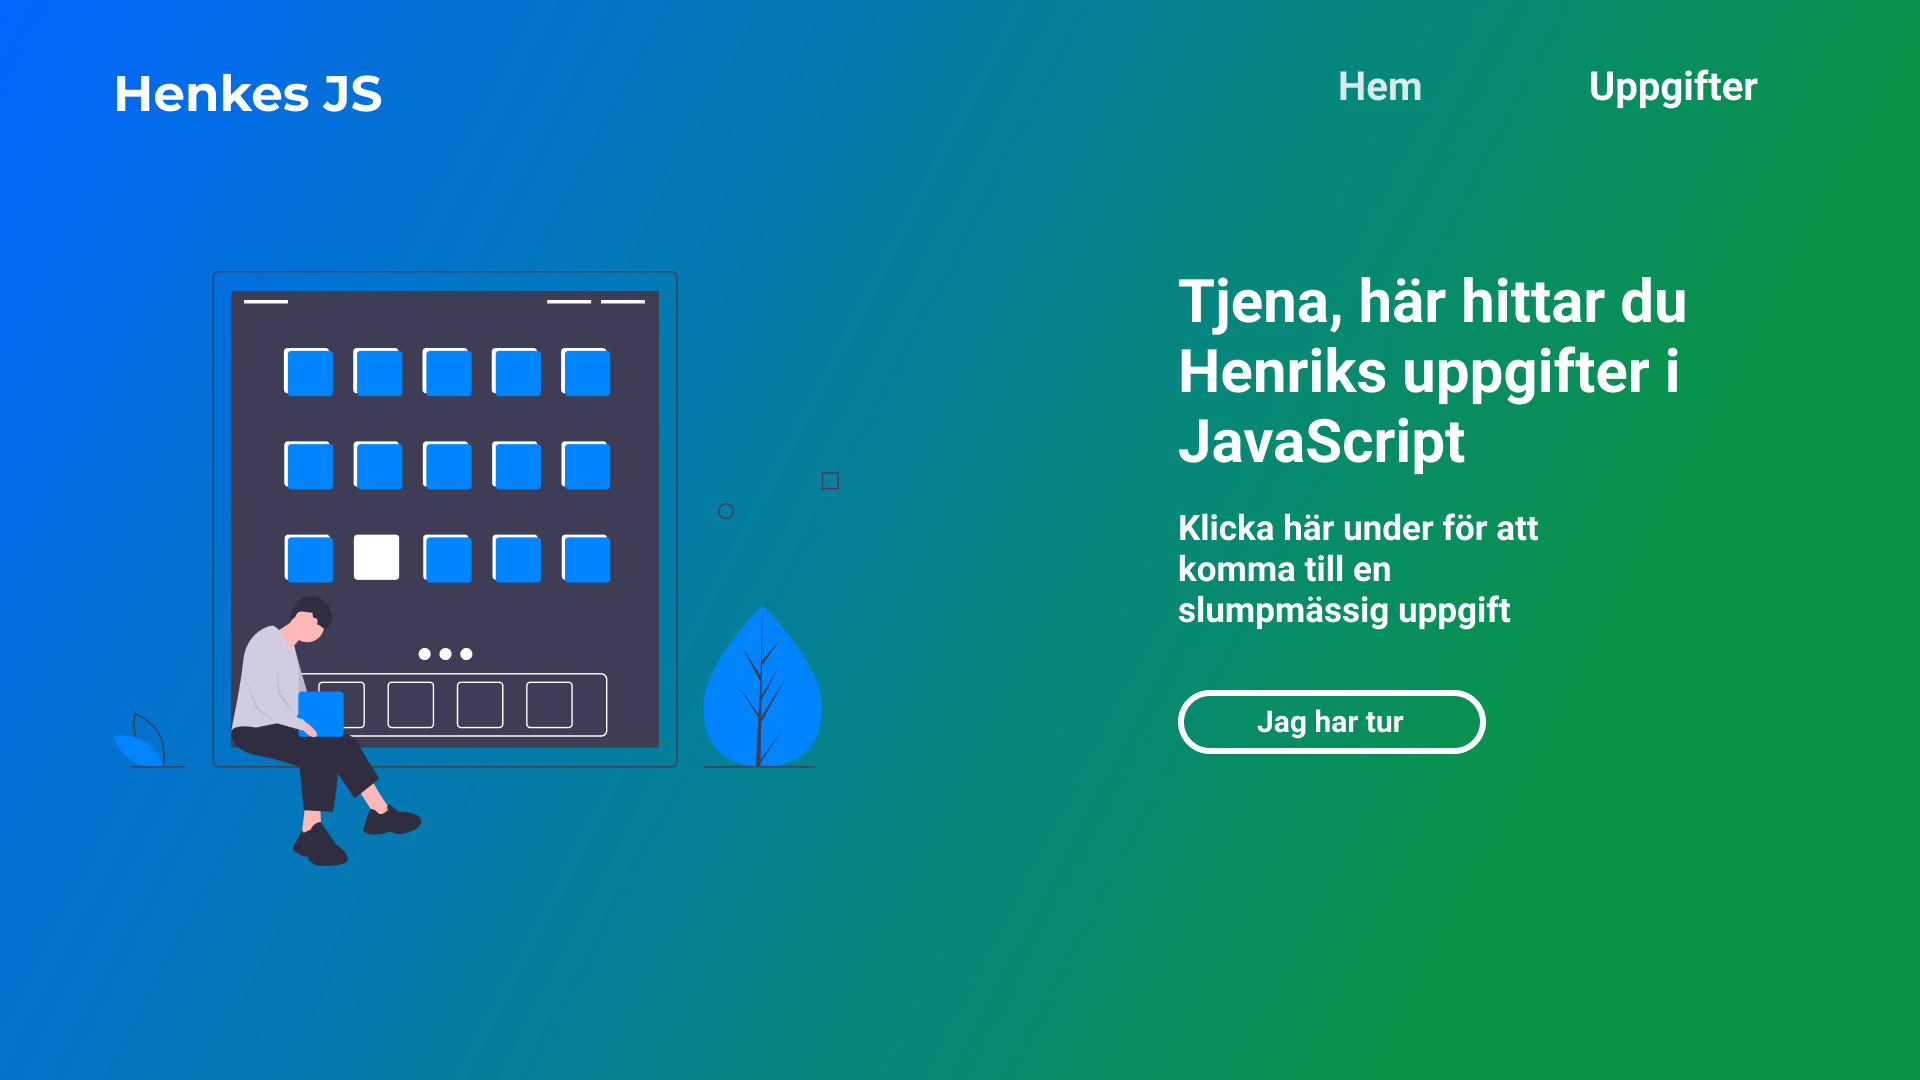 Henkes JS
Hem
Uppgifter
Tjena, här hittar du
Henriks uppgifter i
JavaScript
Klicka här under för att
komma till en
slumpmässig uppgift
Jag har tur